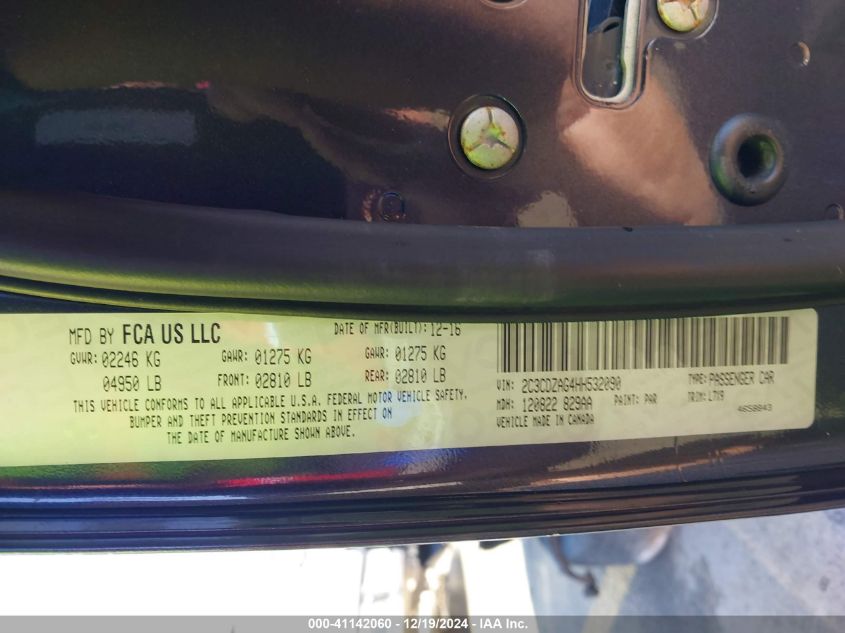 MFD BY FCA US LLC
DATE OF MFR(BUILT): 12-16
GVWR: 02246 KG GAWR: 01275 KG GAWR: 01275 KG
04950 LB FRONT: 02810 LB REAR: 02810 LB
THIS VEHICLE CONFORMS TO ALL APPLICABLE U.S.A. FEDERAL MOTOR VEHICLE SAFETY,
BUMPER AND THEFT PREVENTION STANDARDS IN EFFECT ON
THE DATE OF MANUFACTURE SHOWN ABOVE.
VIN: 2C3CDZAG4HH532090 TYPE: PASSENGER CAR
MDH: 120822 829AA PAINT: PAR TRIM: L7X9
VEHICLE MADE IN CANADA 46588843
000-41142060 - 12/19/2024 - IAA Inc.